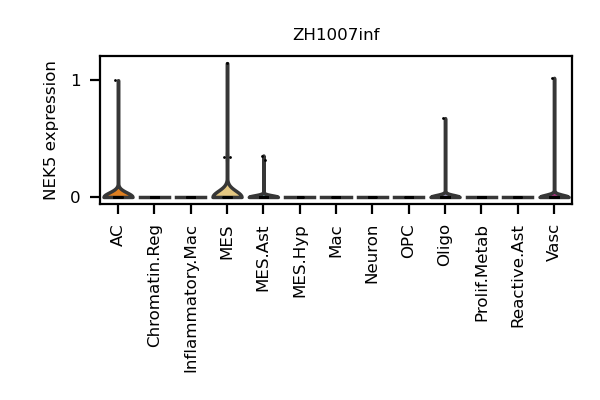 ZH1007inf
NEK5 expression
1
0
AC
Chromatin.Reg
Inflammatory.Mac
MES
MES.Ast
MES.Hyp
Mac
Neuron
OPC
Oligo
Prolif.Metab
Reactive.Ast
Vasc